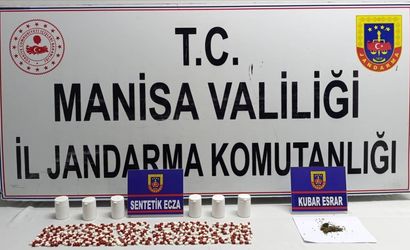 T.C.
MANİSA VALİLİĞİ
İL JANDARMA KOMUTANLIĞI
JANDARMA
SENTETİK ECZA
KUBAR ESRAR